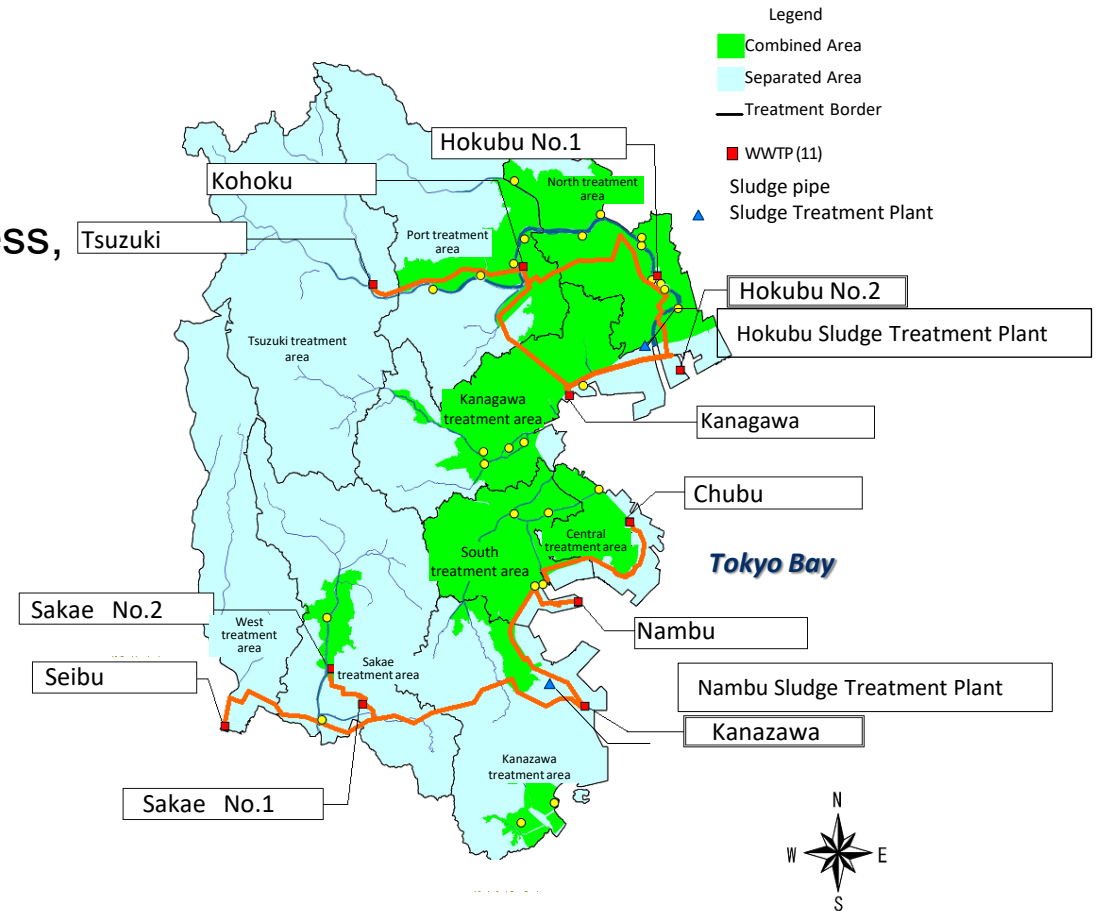 Legend
Combined Area
Separated Area
Treatment Border
WWTP (11)
Sludge pipe
Sludge Treatment Plant
Hokubu No.1
Kohoku
ess,
Tsuzuki
North treatment
area
Port treatment
area
Hokubu No.2
Hokubu Sludge Treatment Plant
Tsuzuki treatment
area
Kanagawa
treatment area
Kanagawa
Chubu
Central
treatment area
South
treatment area
Tokyo Bay
Sakae No.2
West
treatment
area
Nambu
Sakae
treatment area
Seibu
Nambu Sludge Treatment Plant
Kanazawa
Kanazawa
treatment area
Sakae No.1
N
W
E
S